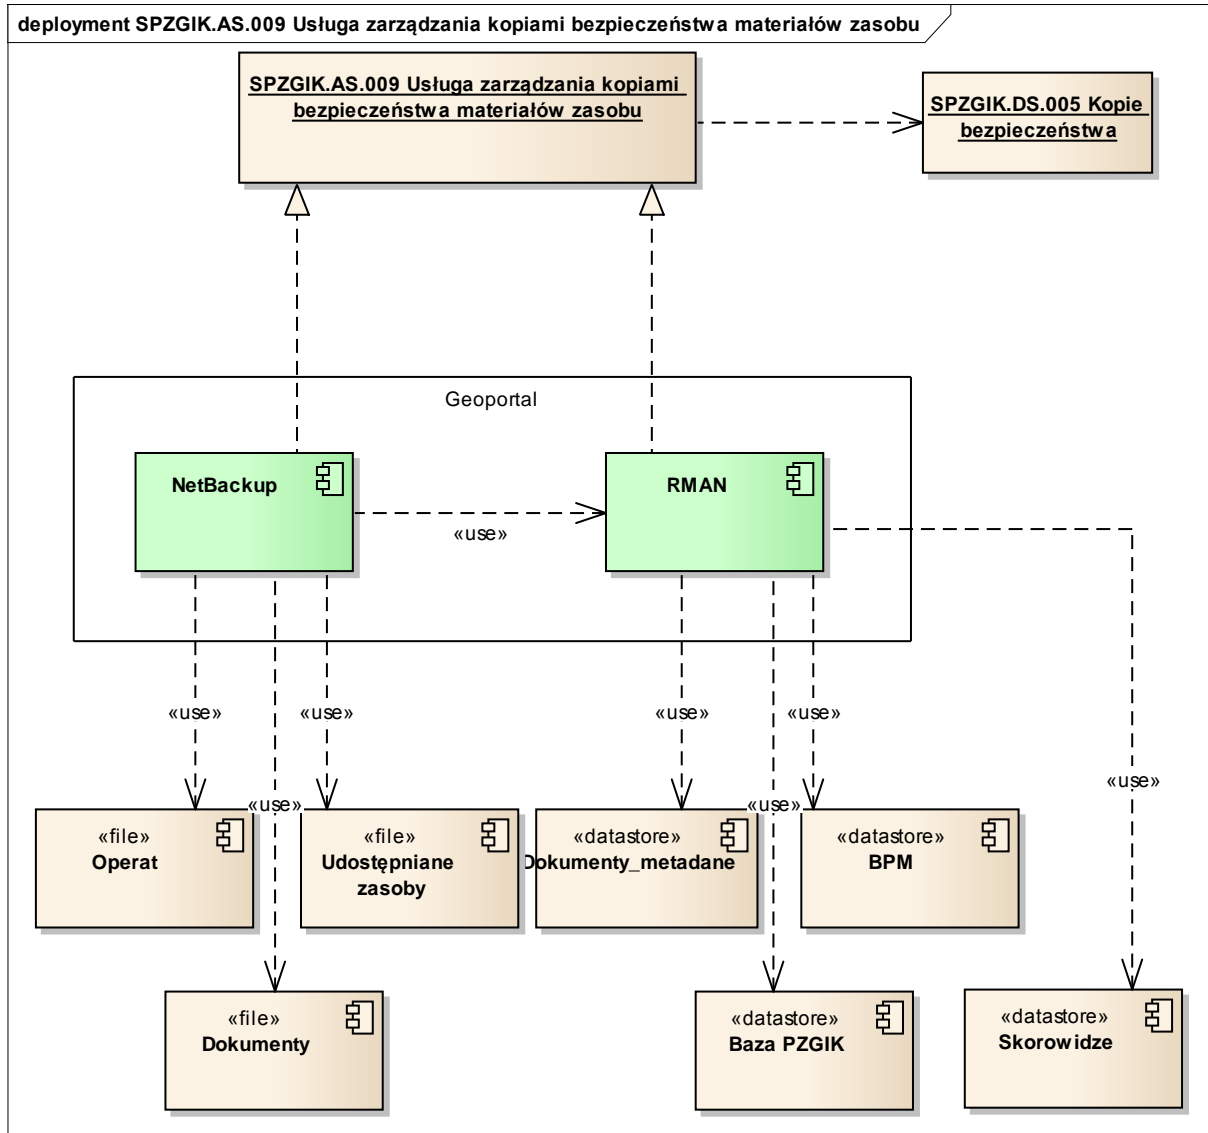 deployment SPZGIK.AS.009 Usługa zarządzania kopiami bezpieczeństwa materiałów zasobu
SPZGIK.AS.009 Usługa zarządzania kopiami
bezpieczeństwa materiałów zasobu
SPZGIK.DS.005 Kopie
bezpieczeństwa
Geoportal
NetBackup
RMAN
«use»
«use»
«use»
«use»
«use»
«use»
«use»
«use»
«file»
Operat
«file»
Udostępniane
zasoby
«datastore»
Dokumenty_metadane
«datastore»
BPM
«file»
Dokumenty
«datastore»
Baza PZGIK
«datastore»
Skorowidze